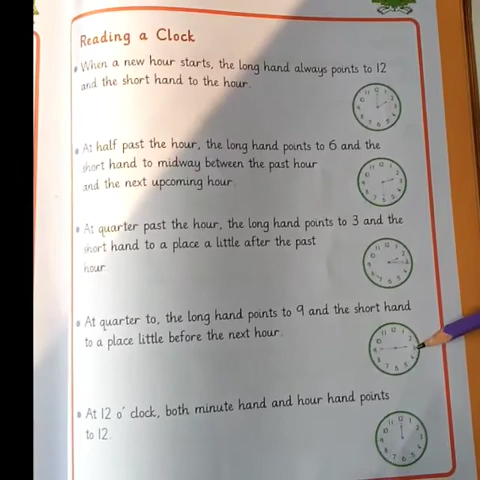 Reading a Clock
When a new hour starts, the long hand always points to 12
and the short hand to the hour.
At half past the hour, the long hand points to 6 and the
short hand to midway between the past hour
and the next upcoming hour.
At quarter past the hour, the long hand points to 3 and the
short hand to a place a little after the past
hour.
At quarter to, the long hand points to 9 and the short hand
to a place little before the next hour.
At 12 o' clock, both minute hand and hour hand points
to 12.